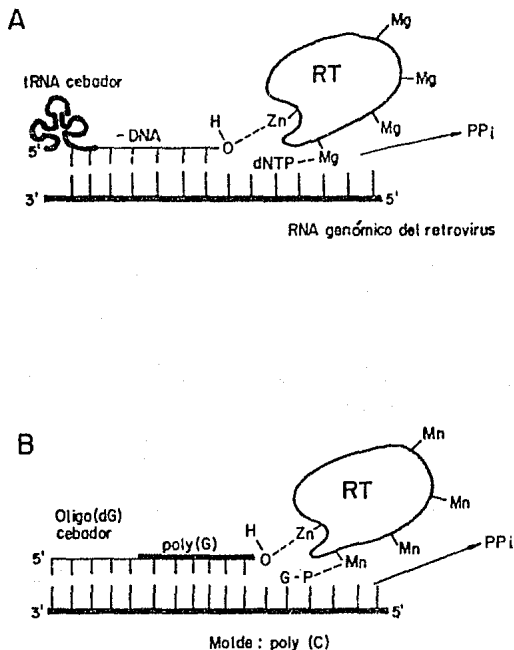 A
tRNA cebador
RT
Mg
Mg
Mg
Zn
H
O
-DNA
5'
dNTP
Mg
PPi
3'
5'
RNA genómico del retrovirus
B
Mn
RT
Mn
Mn
Oligo(dG)
cebador
poly(G)
H
O
Zn
5'
G-P
Mn
PPi
3'
5'
Molde: poly (C)